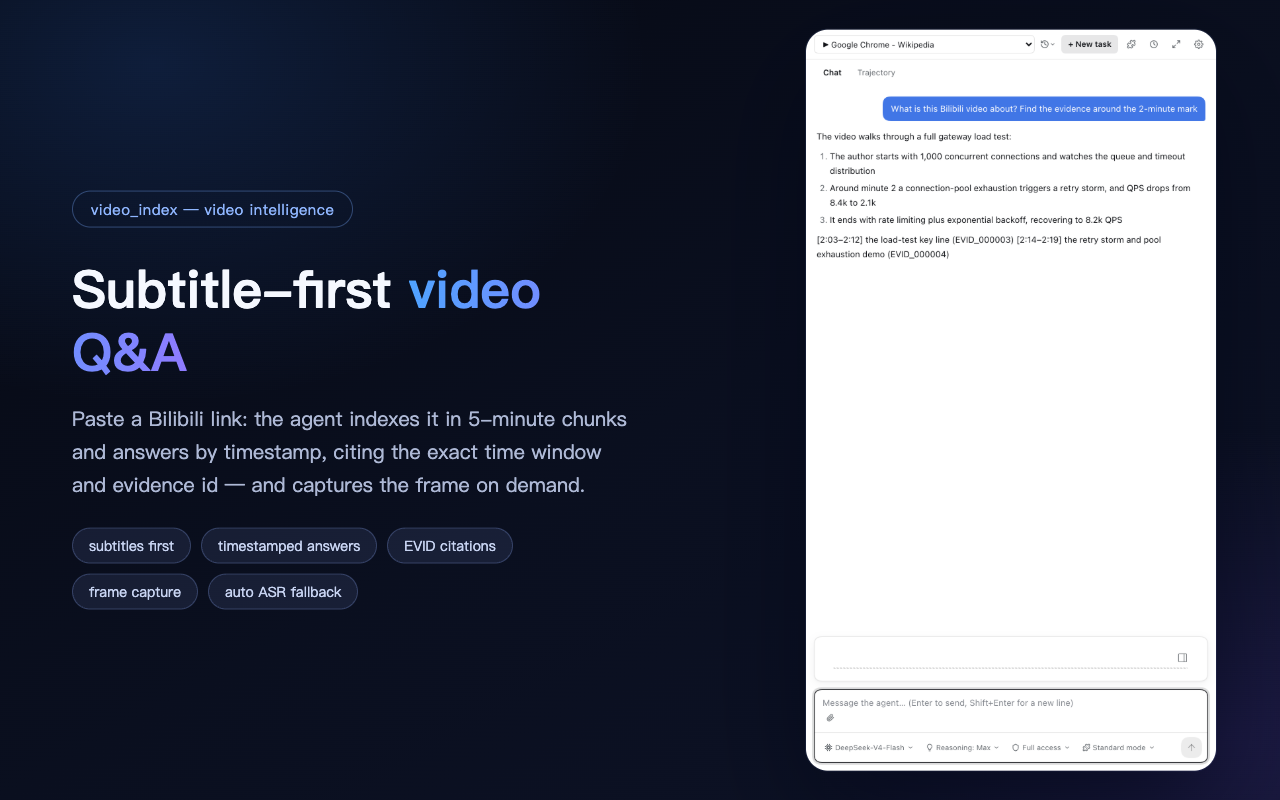 video_index — video intelligence
Subtitle-first video
Q&A
Paste a Bilibili link: the agent indexes it in 5-minute chunks
and answers by timestamp, citing the exact time window
and evidence id — and captures the frame on demand.
subtitles first
timestamped answers
EVID citations
frame capture
auto ASR fallback
▶ Google Chrome - Wikipedia
+ New task
Chat
Trajectory
What is this Bilibili video about? Find the evidence around the 2-minute mark
The video walks through a full gateway load test:
1. The author starts with 1,000 concurrent connections and watches the queue and timeout
distribution
2. Around minute 2 a connection-pool exhaustion triggers a retry storm, and QPS drops from
8.4k to 2.1k
3. It ends with rate limiting plus exponential backoff, recovering to 8.2k QPS
[2:03–2:12] the load-test key line (EVID_000003) [2:14–2:19] the retry storm and pool
exhaustion demo (EVID_000004)
Message the agent... (Enter to send, Shift+Enter for a new line)
DeepSeek-V4-Flash
Reasoning: Max
Full access
Standard mode